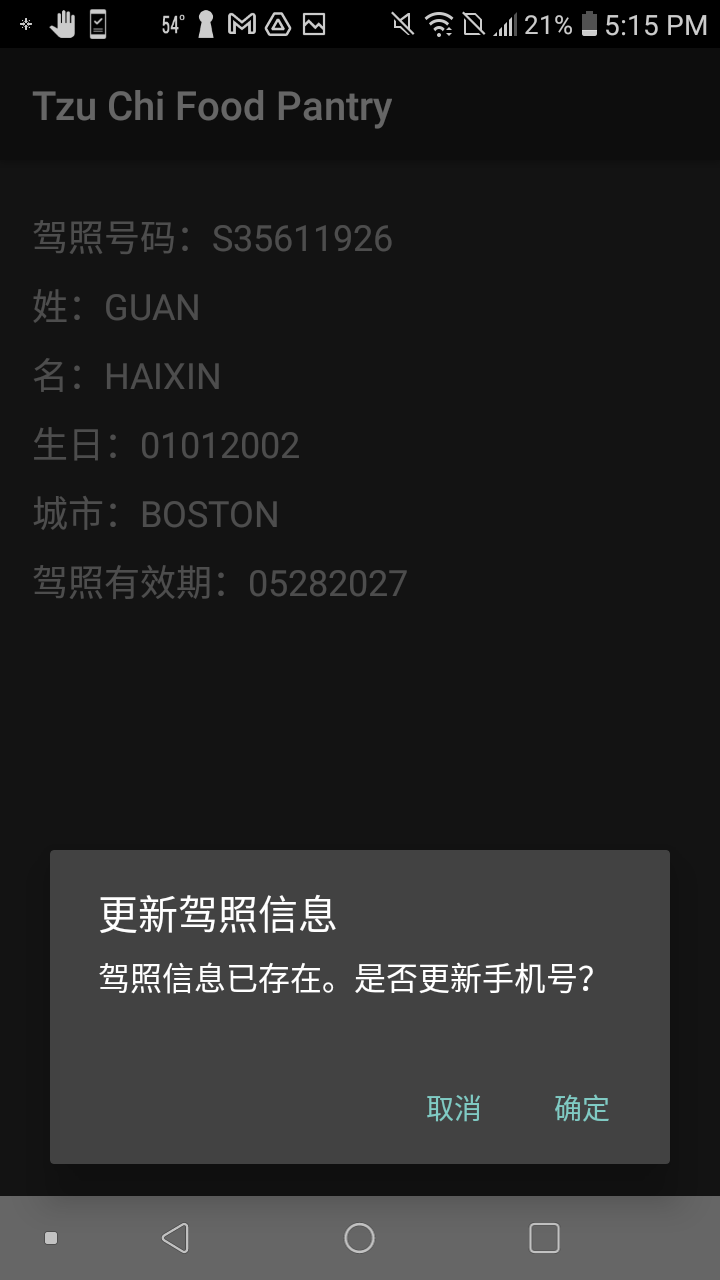 54° 21% 5:15 PM
Tzu Chi Food Pantry
驾照号码：S35611926
姓：GUAN
名：HAIXIN
生日：01012002
城市：BOSTON
驾照有效期：05282027
更新驾照信息
驾照信息已存在。是否更新手机号？
取消 确定